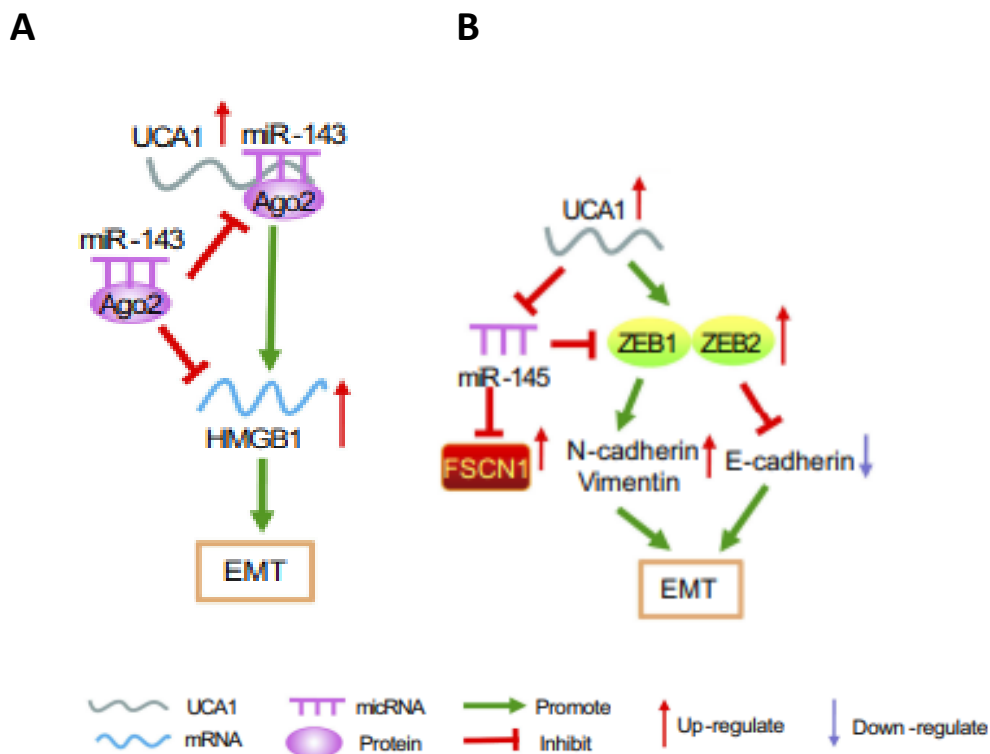 A
B
UCA1
miR-143
Ago2
miR-143
Ago2
HMGB1
EMT
UCA1
miR-145
ZEB1
ZEB2
FSCN1
N-cadherin
Vimentin
E-cadherin
EMT
UCA1
micRNA
Promote
Up-regulate
Down-regulate
mRNA
Protein
Inhibit